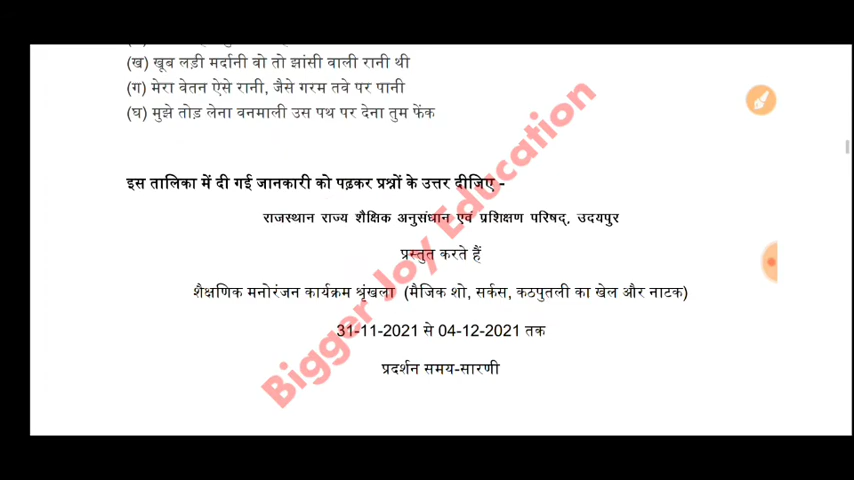 (ख) खूब लड़ी मर्दानी वो तो झांसी वाली रानी थी
(ग) मेरा वेतन ऐसे रानी, जैसे गरम तवे पर पानी
(घ) मुझे तोड़ लेना वनमाली उस पथ पर देना तुम फेंक
इस तालिका में दी गई जानकारी को पढ़कर प्रश्नों के उत्तर दीजिए -
राजस्थान राज्य शैक्षिक अनुसंधान एवं प्रशिक्षण परिषद्, उदयपुर
प्रस्तुत करते हैं
शैक्षणिक मनोरंजन कार्यक्रम श्रृंखला (मैजिक शो, सर्कस, कठपुतली का खेल और नाटक)
31-11-2021 से 04-12-2021 तक
प्रदर्शन समय-सारणी
Bigger Joy Education